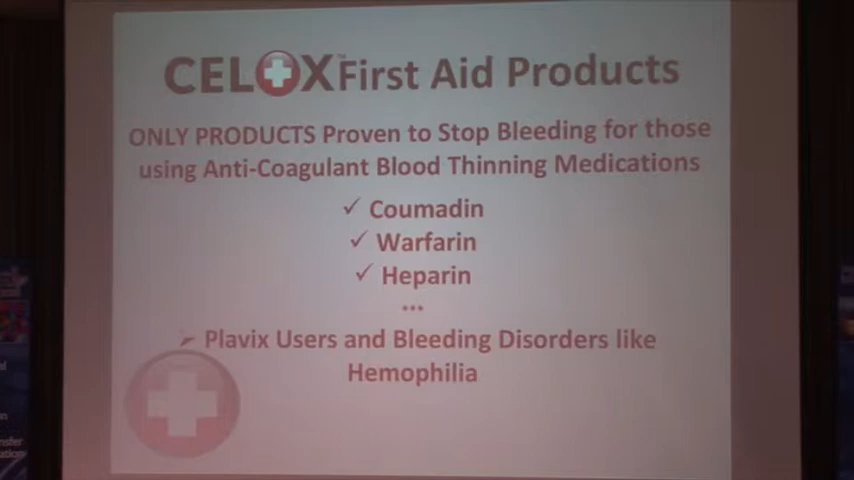 CELOX™ First Aid Products
ONLY PRODUCTS Proven to Stop Bleeding for those
using Anti-Coagulant Blood Thinning Medications
✓ Coumadin
✓ Warfarin
✓ Heparin
...
➢ Plavix Users and Bleeding Disorders like
Hemophilia